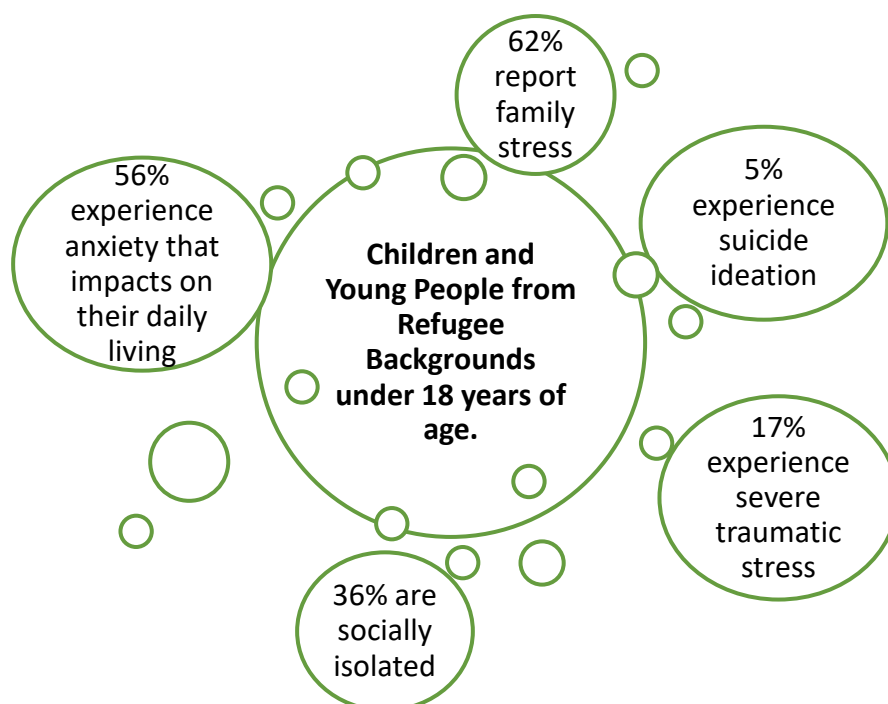 62%
report
family
stress
56%
experience
anxiety that
impacts on
their daily
living
5%
experience
suicide
ideation
Children and
Young People from
Refugee
Backgrounds
under 18 years of
age.
17%
experience
severe
traumatic
stress
36% are
socially
isolated